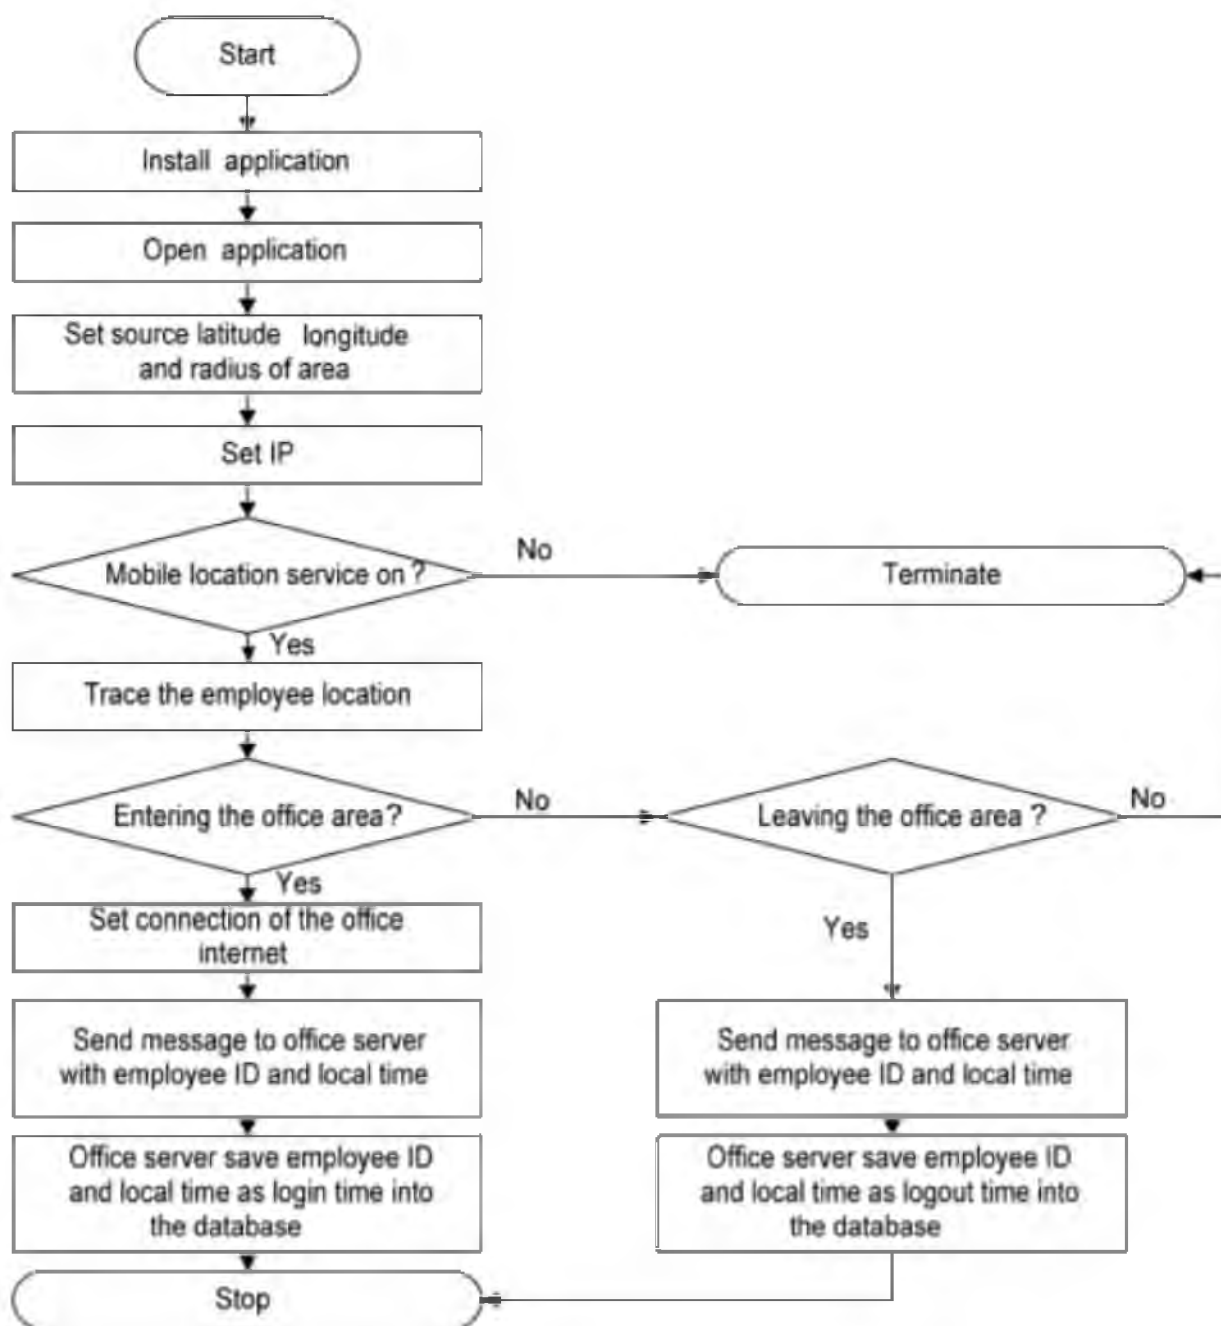 Start
Install application
Open application
Set source latitude longitude
and radius of area
Set IP
Mobile location service on ?
No
Terminate
Yes
Trace the employee location
Entering the office area?
No
Leaving the office area ?
No
Yes
Set connection of the office
internet
Yes
Send message to office server
with employee ID and local time
Send message to office server
with employee ID and local time
Office server save employee ID
and local time as login time into
the database
Office server save employee ID
and local time as logout time into
the database
Stop